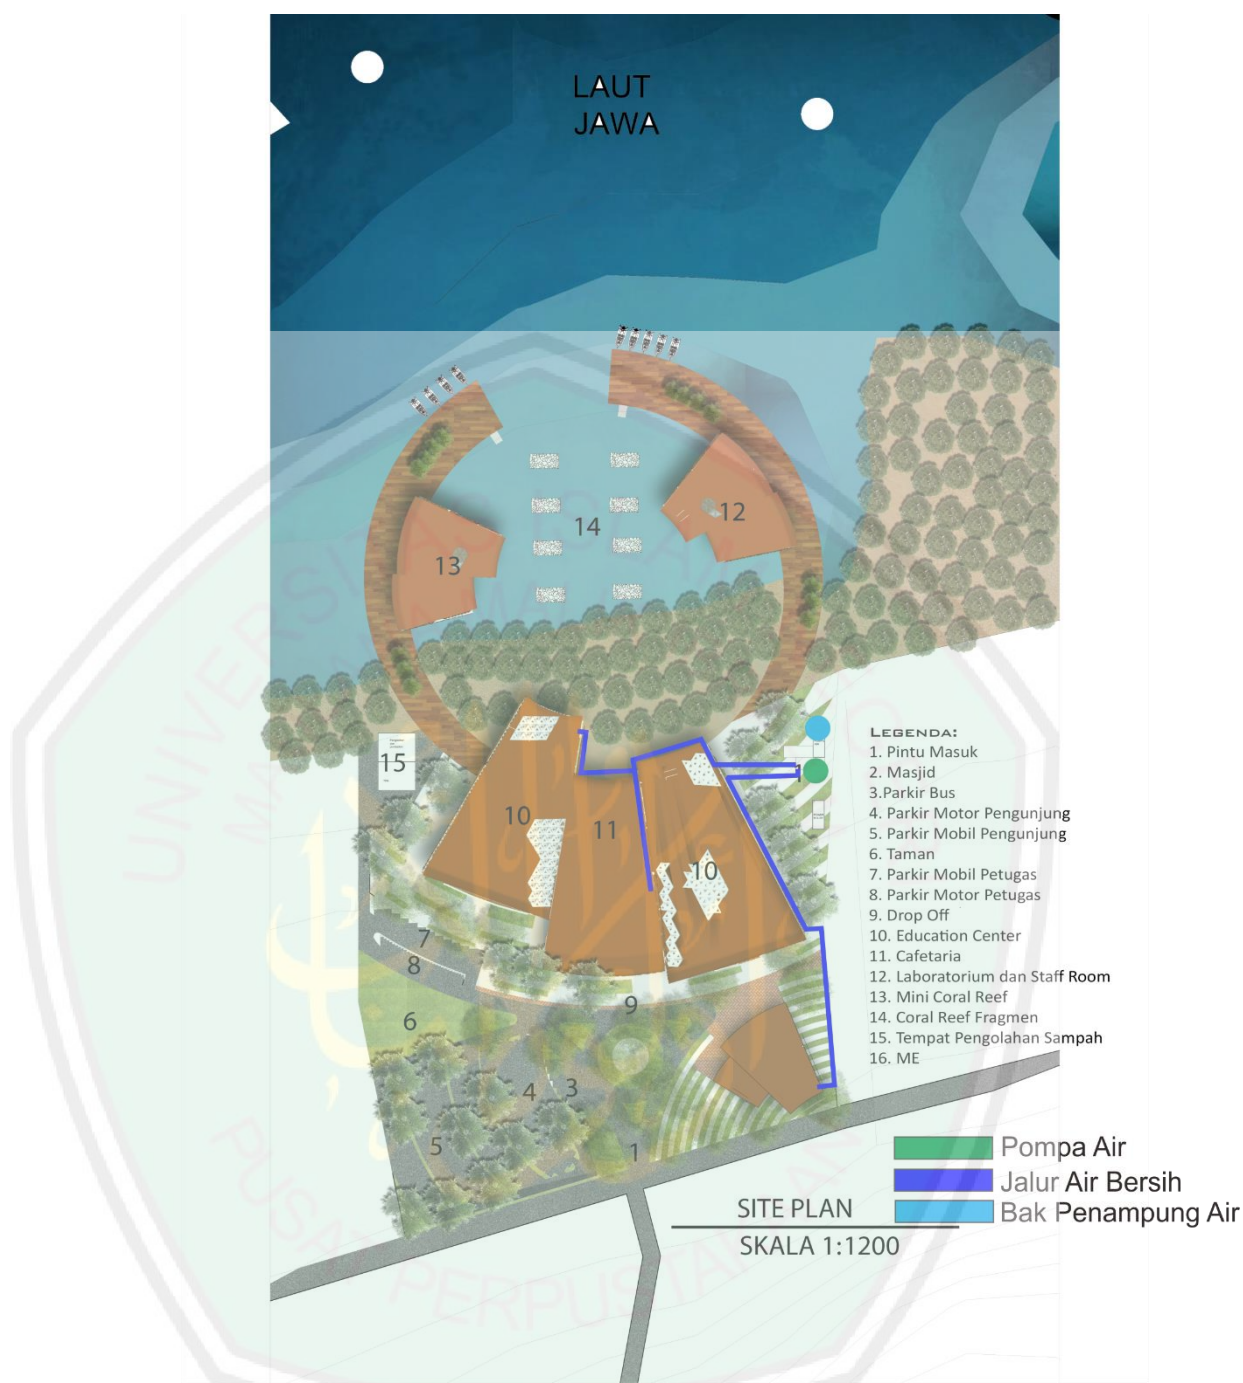 LAUT
JAWA
12
14
13
15
10
11
10
1
7
8
9
6
4
3
5
1
LEGENDA:
1. Pintu Masuk
2. Masjid
3.Parkir Bus
4. Parkir Motor Pengunjung
5. Parkir Mobil Pengunjung
6. Taman
7. Parkir Mobil Petugas
8. Parkir Motor Petugas
9. Drop Off
10. Education Center
11. Cafetaria
12. Laboratorium dan Staff Room
13. Mini Coral Reef
14. Coral Reef Fragmen
15. Tempat Pengolahan Sampah
16. ME
Pompa Air
Jalur Air Bersih
Bak Penampung Air
SITE PLAN
SKALA 1:1200